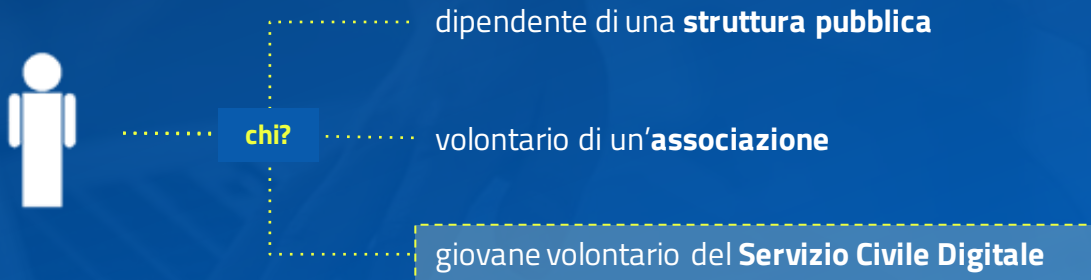 dipendente di una struttura pubblica
chi?
volontario di un'associazione
giovane volontario del Servizio Civile Digitale